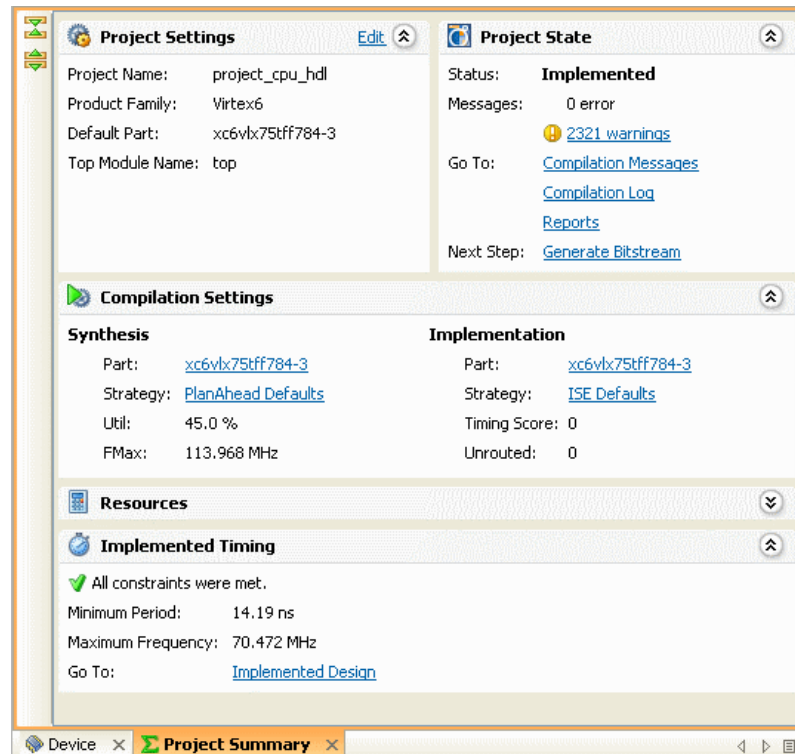 Project Settings Edit
Project Name: project_cpu_hdl
Product Family: Virtex6
Default Part: xc6vlx75tff784-3
Top Module Name: top
Project State
Status: Implemented
Messages: 0 error
2321 warnings
Go To: Compilation Messages
Compilation Log
Reports
Next Step: Generate Bitstream
Compilation Settings
Synthesis
Part: xc6vlx75tff784-3
Strategy: PlanAhead Defaults
Util: 45.0 %
FMax: 113.968 MHz
Implementation
Part: xc6vlx75tff784-3
Strategy: ISE Defaults
Timing Score: 0
Unrouted: 0
Resources
Implemented Timing
All constraints were met.
Minimum Period: 14.19 ns
Maximum Frequency: 70.472 MHz
Go To: Implemented Design
Device Project Summary